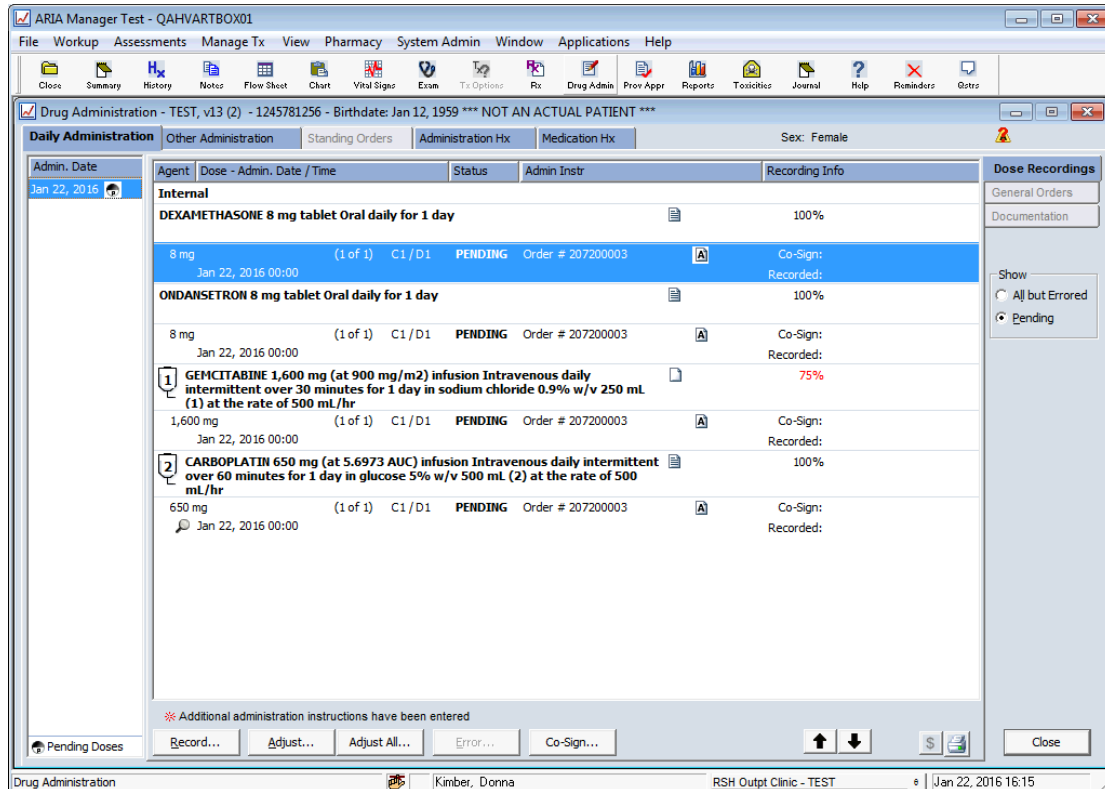 ARIA Manager Test - QAHVARTBOX01
File Workup Assessments Manage Tx View Pharmacy System Admin Window Applications Help
Hx Tx? Rx ?
Close Summary History Notes Flow Sheet Chart Vital Signs Exam Tx Options Rx Drug Admin Prov Appr Reports Toxicities Journal Help Reminders Qstrs
Drug Administration - TEST, v13 (2) - 1245781256 - Birthdate: Jan 12, 1959 *** NOT AN ACTUAL PATIENT ***
Daily Administration Other Administration Standing Orders Administration Hx Medication Hx Sex: Female
Admin. Date Agent Dose - Admin. Date / Time Status Admin Instr Recording Info Dose Recordings
Jan 22, 2016 Internal General Orders
DEXAMETHASONE 8 mg tablet Oral daily for 1 day 100% Documentation
8 mg (1 of 1) C1 / D1 PENDING Order # 207200003 A Co-Sign:
Jan 22, 2016 00:00 Recorded: Show
ONDANSETRON 8 mg tablet Oral daily for 1 day 100% All but Errored
Pending
8 mg (1 of 1) C1 / D1 PENDING Order # 207200003 A Co-Sign:
Jan 22, 2016 00:00 Recorded:
1 GEMCITABINE 1,600 mg (at 900 mg/m2) infusion Intravenous daily 75%
intermittent over 30 minutes for 1 day in sodium chloride 0.9% w/v 250 mL
(1) at the rate of 500 mL/hr
1,600 mg (1 of 1) C1 / D1 PENDING Order # 207200003 A Co-Sign:
Jan 22, 2016 00:00 Recorded:
2 CARBOPLATIN 650 mg (at 5.6973 AUC) infusion Intravenous daily intermittent 100%
over 60 minutes for 1 day in glucose 5% w/v 500 mL (2) at the rate of 500
mL/hr
650 mg (1 of 1) C1 / D1 PENDING Order # 207200003 A Co-Sign:
Jan 22, 2016 00:00 Recorded:
Additional administration instructions have been entered
Pending Doses Record... Adjust... Adjust All... Error... Co-Sign... $ Close
Drug Administration Kimber, Donna RSH Outpt Clinic - TEST Jan 22, 2016 16:15